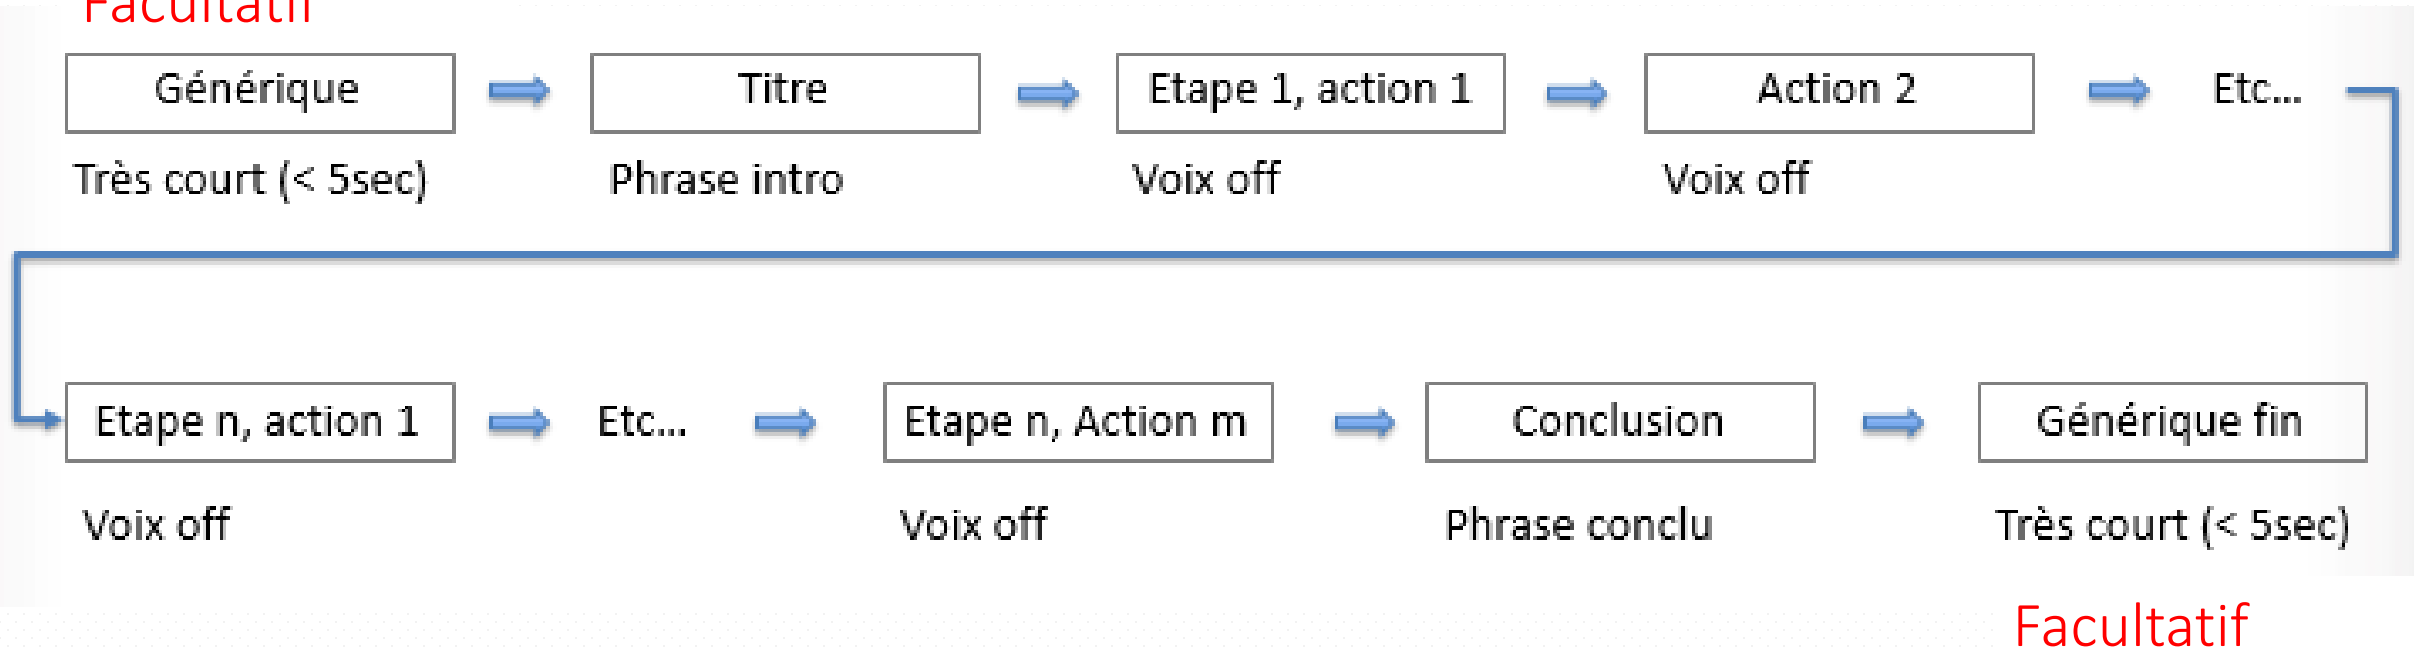 Facultatif
Générique
Titre
Etape 1, action 1
Action 2
Etc...
Très court (< 5sec)
Phrase intro
Voix off
Voix off
Etape n, action 1
Etc...
Etape n, Action m
Conclusion
Générique fin
Voix off
Voix off
Phrase conclu
Très court (< 5sec)
Facultatif